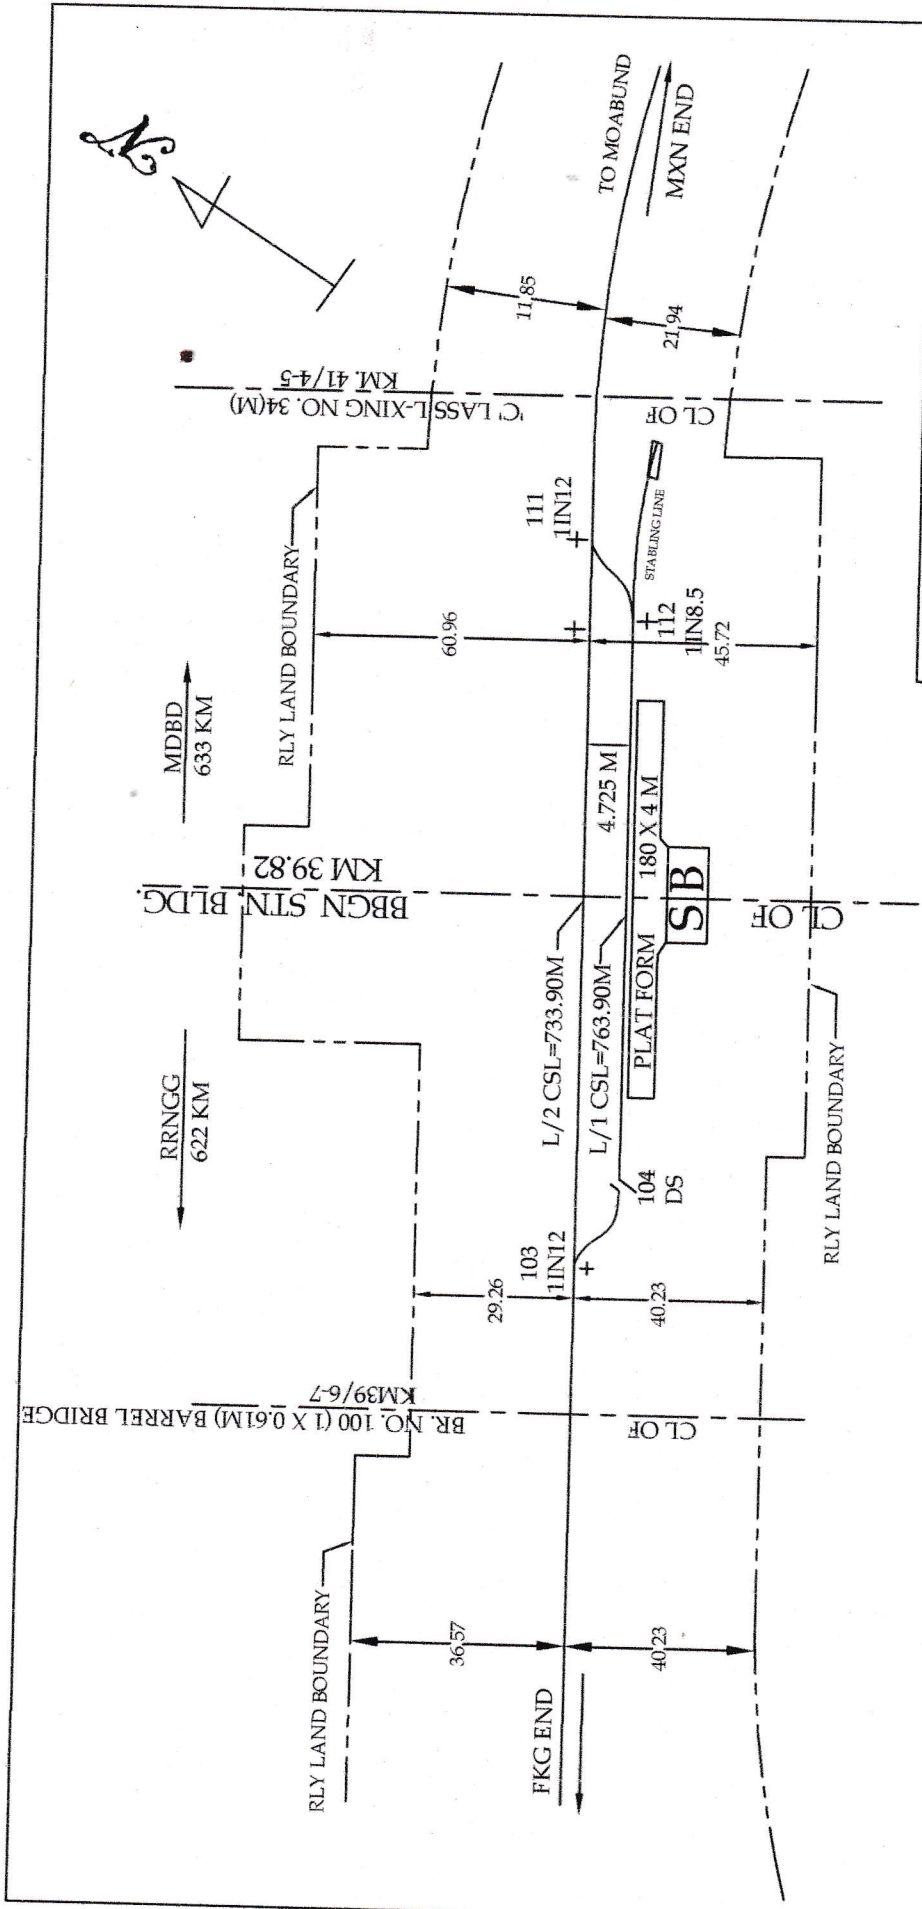 N
MDBD
633 KM
RRNGG
622 KM
RLY LAND BOUNDARY
RLY LAND BOUNDARY
BR. NO. 100 (1 X 0.61M) BARREL BRIDGE
KM39/6-7
CL OF
BBGN STN. BLDG.
KM 39.82
CL OF
'C' LASS L-XING NO. 34(M)
KM. 41/4-5
CL OF
36.57
40.23
29.26
40.23
60.96
45.72
11.85
21.94
FKG END
103
1IN12
104
DS
L/2 CSL=733.90M
L/1 CSL=763.90M
4.725 M
PLAT FORM 180 X 4 M
S B
111
1IN12
112
1IN8.5
STABLING LINE
TO MOABUND
MXN END
RLY LAND BOUNDARY